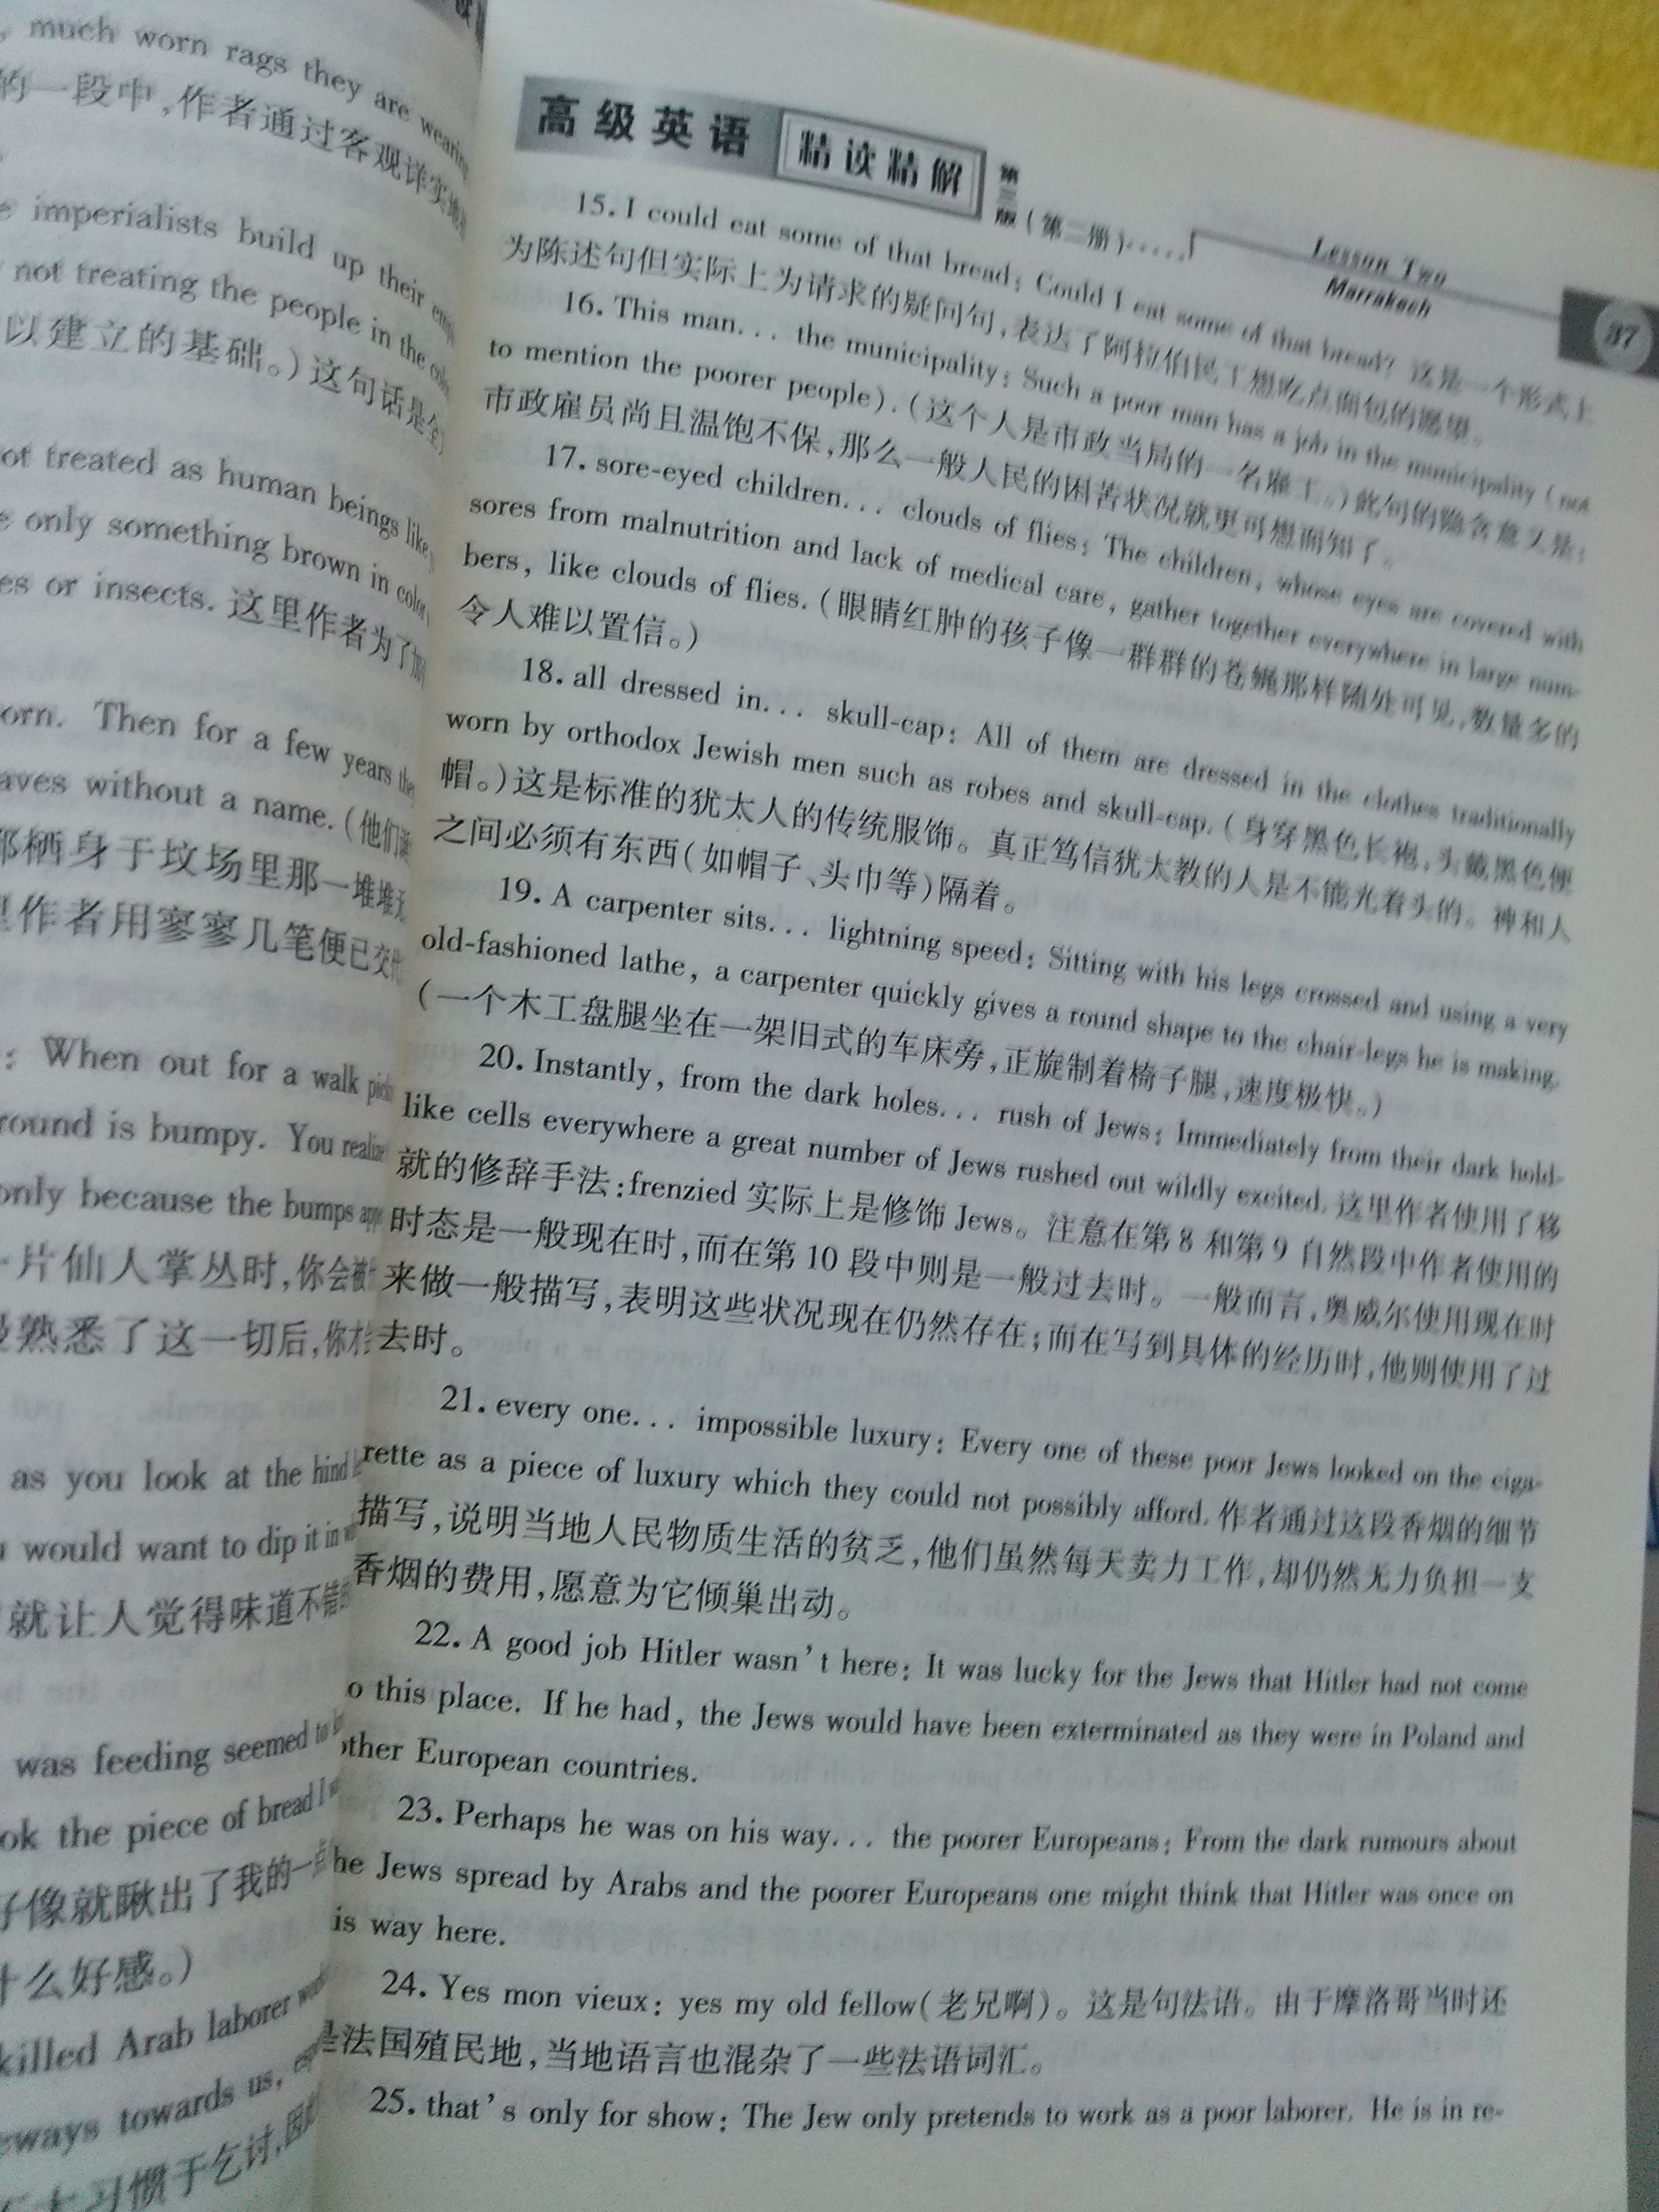 , much worn rags they are wearing
的一段中,作者通过客观详实地
e imperialists build up their
not treating the people in the
以建立的基础。)这句话是全
ot treated as human beings like
e only something brown in color
es or insects. 这里作者为了加
orn. Then for a few years the
aves without a name. (他们
那栖身于坟场里那一堆堆
里作者用寥寥几笔便已交
: When out for a walk
round is bumpy. You realize
only because the bumps
一片仙人掌丛时,你会被
熟悉了这一切后,你才
as you look at the hind
would want to dip it in
就让人觉得味道不错的
was feeding seemed to
ok the piece of bread I
好像就瞅出了我的一
什么好感。)
killed Arab laborer
eways towards us,
习惯于乞讨,因
高级英语 精读精解 第三版(第二册)·····
Lesson Two
Marrakech
37
15. I could eat some of that bread: Could I eat some of that bread? 这是一个形式上
为陈述句但实际上为请求的疑问句,表达了阿拉伯民工想吃点面包的愿望。
16. This man... the municipality: Such a poor man has a job in the municipality (not
to mention the poorer people). (这个人是市政当局的一名雇工。)此句的隐含意义是:
市政雇员尚且温饱不保,那么一般人民的困苦状况就更可想而知了。
17. sore-eyed children... clouds of flies: The children, whose eyes are covered with
sores from malnutrition and lack of medical care, gather together everywhere in large num-
bers, like clouds of flies. (眼睛红肿的孩子像一群群的苍蝇那样随处可见,数量多的
令人难以置信。)
18. all dressed in... skull-cap: All of them are dressed in the clothes traditionally
worn by orthodox Jewish men such as robes and skull-cap. (身穿黑色长袍,头戴黑色便
帽。)这是标准的犹太人的传统服饰。真正笃信犹太教的人是不能光着头的。神和人
之间必须有东西(如帽子、头巾等)隔着。
19. A carpenter sits... lightning speed: Sitting with his legs crossed and using a very
old-fashioned lathe, a carpenter quickly gives a round shape to the chair-legs he is making.
(一个木工盘腿坐在一架旧式的车床旁,正旋制着椅子腿,速度极快。)
20. Instantly, from the dark holes... rush of Jews: Immediately from their dark hold-
like cells everywhere a great number of Jews rushed out wildly excited. 这里作者使用了移
就的修辞手法:frenzied 实际上是修饰 Jews。注意在第 8 和第 9 自然段中作者使用的
时态是一般现在时,而在第 10 段中则是一般过去时。一般而言,奥威尔使用现在时
来做一般描写,表明这些状况现在仍然存在;而在写到具体的经历时,他则使用了过
去时。
21. every one... impossible luxury: Every one of these poor Jews looked on the ciga-
rette as a piece of luxury which they could not possibly afford. 作者通过这段香烟的细节
描写,说明当地人民物质生活的贫乏,他们虽然每天卖力工作,却仍然无力负担一支
香烟的费用,愿意为它倾巢出动。
22. A good job Hitler wasn't here: It was lucky for the Jews that Hitler had not come
o this place. If he had, the Jews would have been exterminated as they were in Poland and
other European countries.
23. Perhaps he was on his way... the poorer Europeans: From the dark rumours about
he Jews spread by Arabs and the poorer Europeans one might think that Hitler was once on
is way here.
24. Yes mon vieux: yes my old fellow(老兄啊)。这是句法语。由于摩洛哥当时还
是法国殖民地,当地语言也混杂了一些法语词汇。
25. that's only for show: The Jew only pretends to work as a poor laborer. He is in re-